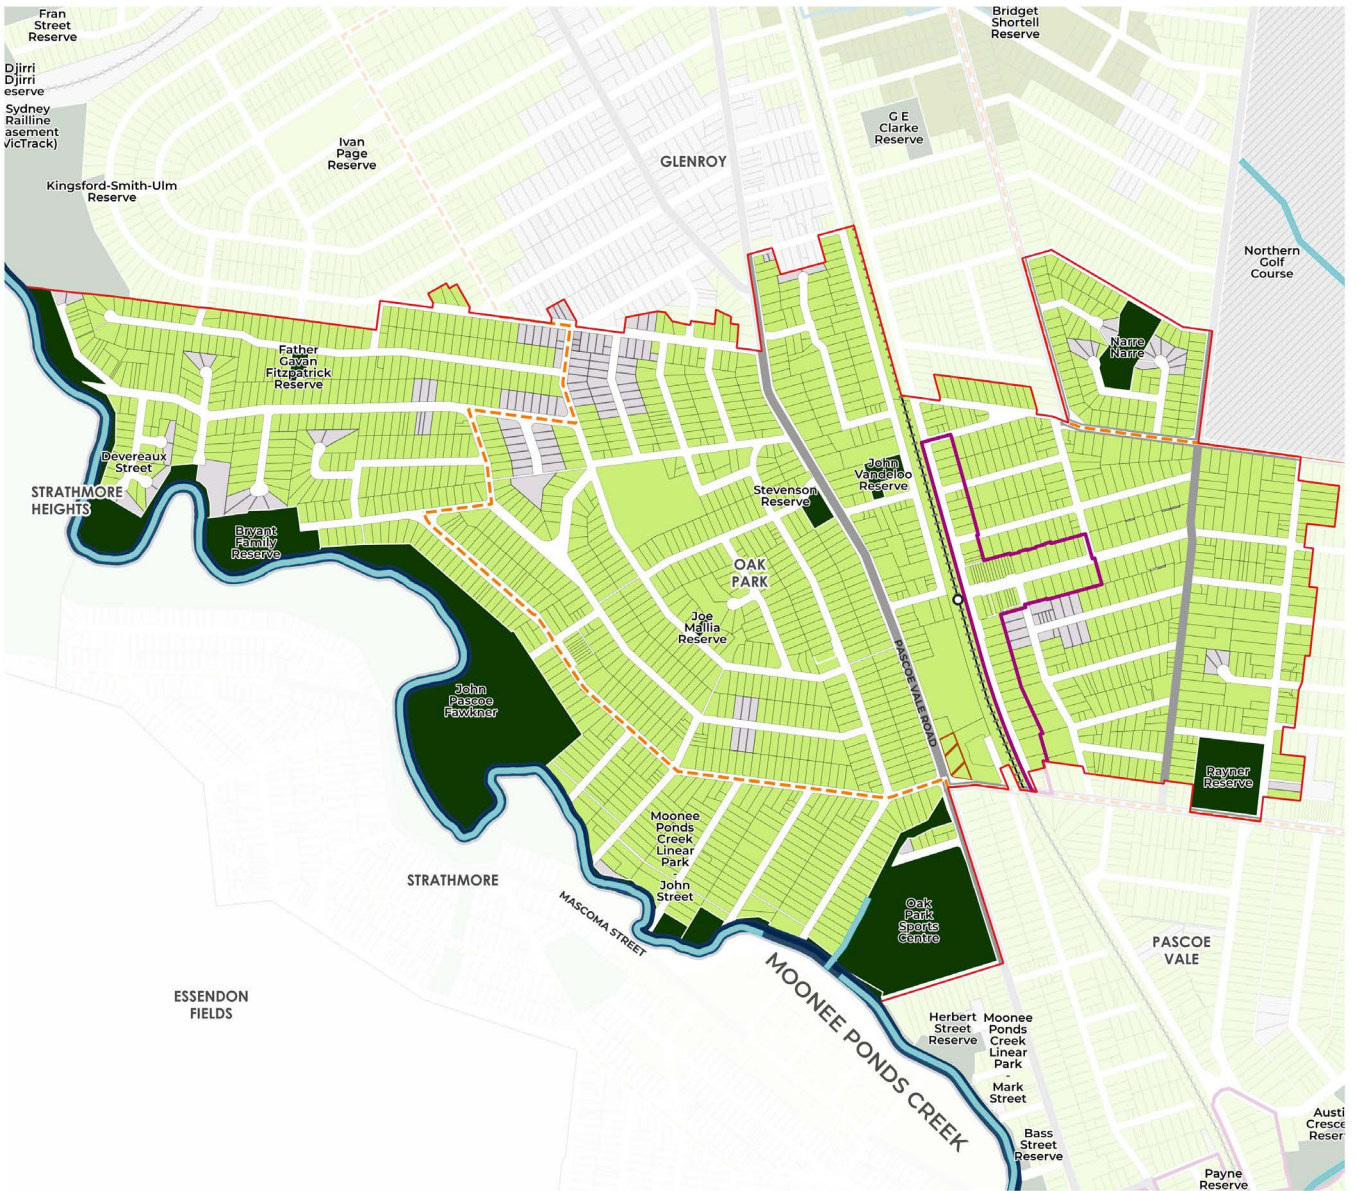 Fran
Street
Reserve
Bridget
Shortell
Reserve
Djirri
Djirri
eserve
Sydney
Railline
asement
VicTrack)
G E
Clarke
Reserve
Ivan
Page
Reserve
GLENROY
Kingsford-Smith-Ulm
Reserve
Northern
Golf
Course
Narre
Narre
Father
Gavan
Fitzpatrick
Reserve
Devereaux
Street
John
Vandeloo
Reserve
STRATHMORE
HEIGHTS
Stevenson
Reserve
Bryant
Family
Reserve
OAK
PARK
Joe
Mallia
Reserve
PASCOE VALE ROAD
John
Pascoe
Fawkner
Rayner
Reserve
Moonee
Ponds
Creek
Linear
Park
-
John
Street
STRATHMORE
MASCOMA STREET
Oak
Park
Sports
Centre
PASCOE
VALE
MOONEE PONDS CREEK
ESSENDON
FIELDS
Herbert
Street
Reserve
Moonee
Ponds
Creek
Linear
Park
-
Mark
Street
Bass
Street
Reserve
Austi
Cresce
Reser
Payne
Reserve